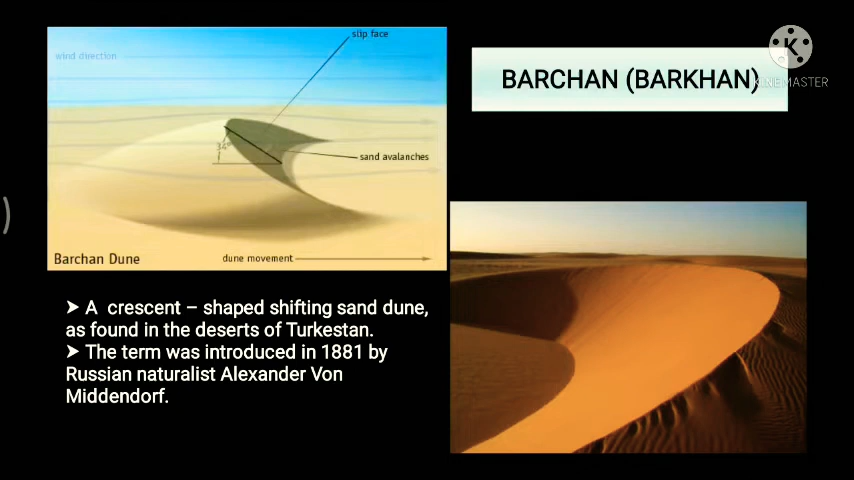 slip face
wind direction
BARCHAN (BARKHAN)
K
KINEMASTER
34°
sand avalanches
Barchan Dune
dune movement
➤ A crescent – shaped shifting sand dune,
as found in the deserts of Turkestan.
➤ The term was introduced in 1881 by
Russian naturalist Alexander Von
Middendorf.